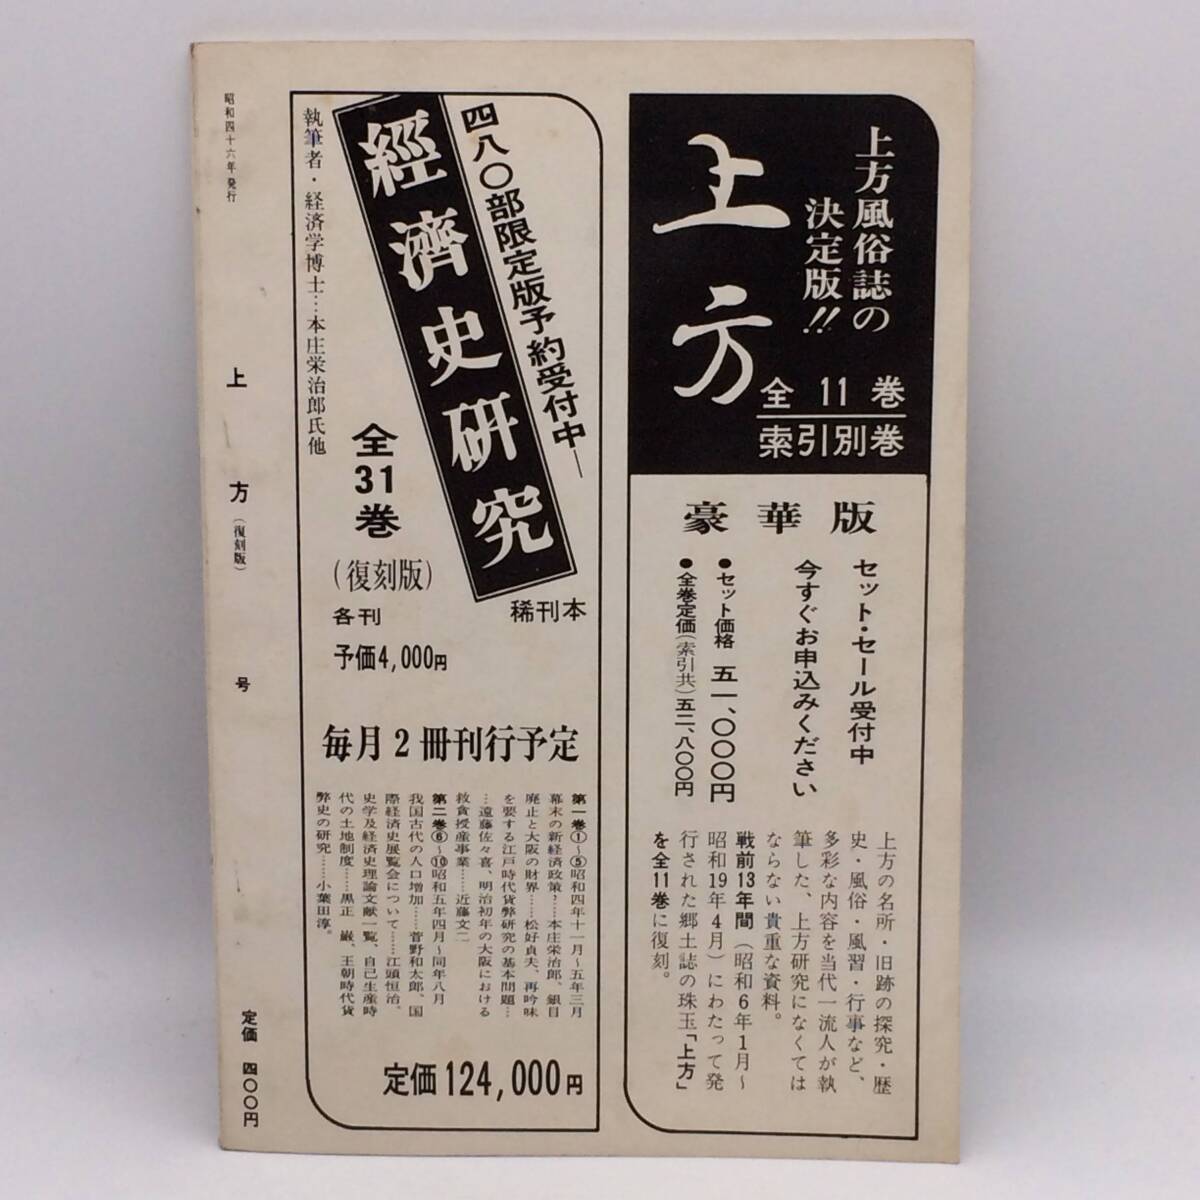 上方風俗誌の
決定版!!
上方
全11巻
索引別巻
豪華版
セット・セール受付中
今すぐお申込みください
●セット価格 五一、〇〇〇円
●全巻定価(索引共)五二、八〇〇円
上方の名所・旧跡の探究・歴
史・風俗・風習・行事など、
多彩な内容を当代一流人が執
筆した、上方研究になくては
ならない貴重な資料。
戦前13年間(昭和6年1月〜
昭和19年4月)にわたって発
行された郷土誌の珠玉「上方」
を全11巻に復刻。
四八〇部限定版予約受付中―
經濟史研究
稀刊本
執筆者・経済学博士…本庄栄治郎氏他
全31巻
(復刻版)
各刊
予価4,000円
毎月2冊刊行予定
第一巻①〜⑤昭和四年十一月〜五年三月
幕末の新経済政策?……本庄栄治郎、銀目
廃止と大阪の財界……松好貞夫、再吟味
を要する江戸時代貨幣研究の基本問題…
…遠藤佐々喜、明治初年の大阪における
救貧授産事業……近藤文二
第二巻⑥〜⑩昭和五年四月〜同年八月
我国古代の人口増加……菅野和太郎、国
際経済史展覧会について……江頭恒治、
史学及経済史理論文献一覧、自己生産時
代の土地制度……黒正 巌、王朝時代貨
幣史の研究……小葉田淳。
定価124,000円
昭和四十六年発行
上方(復刻版) 号
定価 四〇〇円